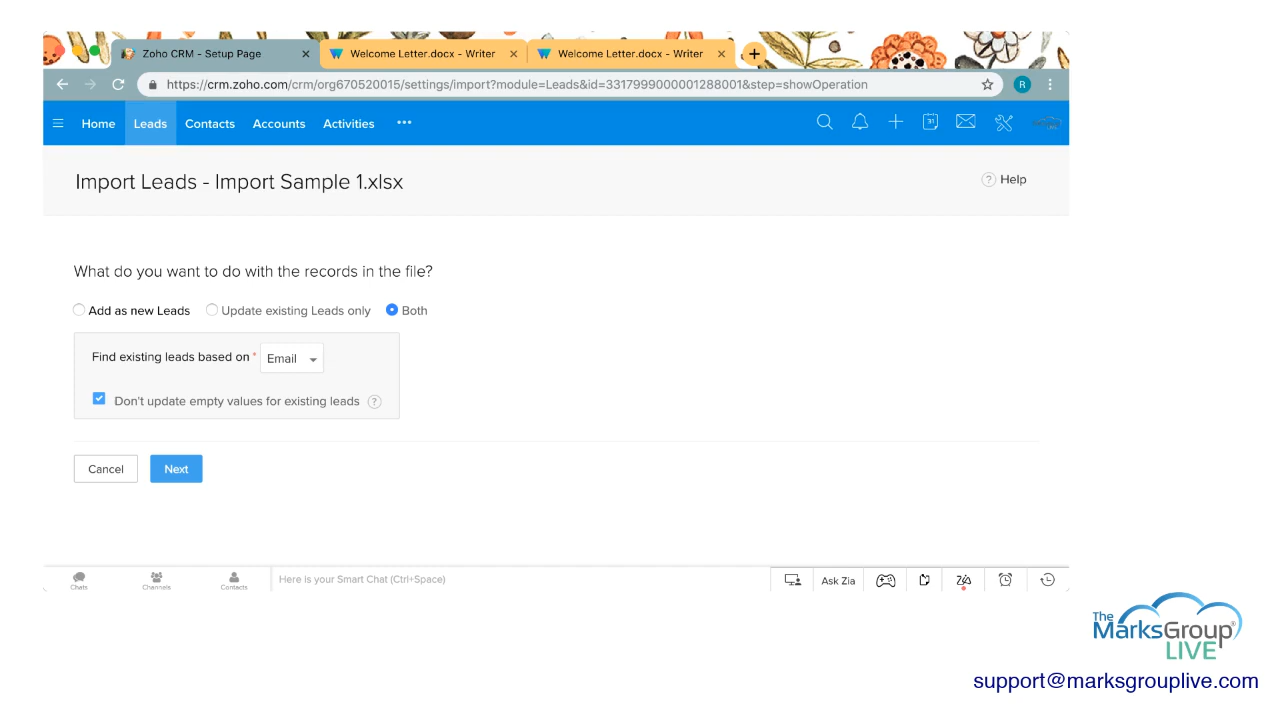 Zoho CRM - Setup Page
Welcome Letter.docx - Writer
Welcome Letter.docx - Writer
https://crm.zoho.com/crm/org670520015/settings/import?module=Leads&id=3317999000001288001&step=showOperation
R
Home Leads Contacts Accounts Activities
31
Import Leads - Import Sample 1.xlsx
? Help
What do you want to do with the records in the file?
Add as new Leads Update existing Leads only Both
Find existing leads based on * Email
Don't update empty values for existing leads ?
Cancel Next
Chats Channels Contacts
Here is your Smart Chat (Ctrl+Space)
Ask Zia
The
MarksGroup®
LIVE
support@marksgrouplive.com